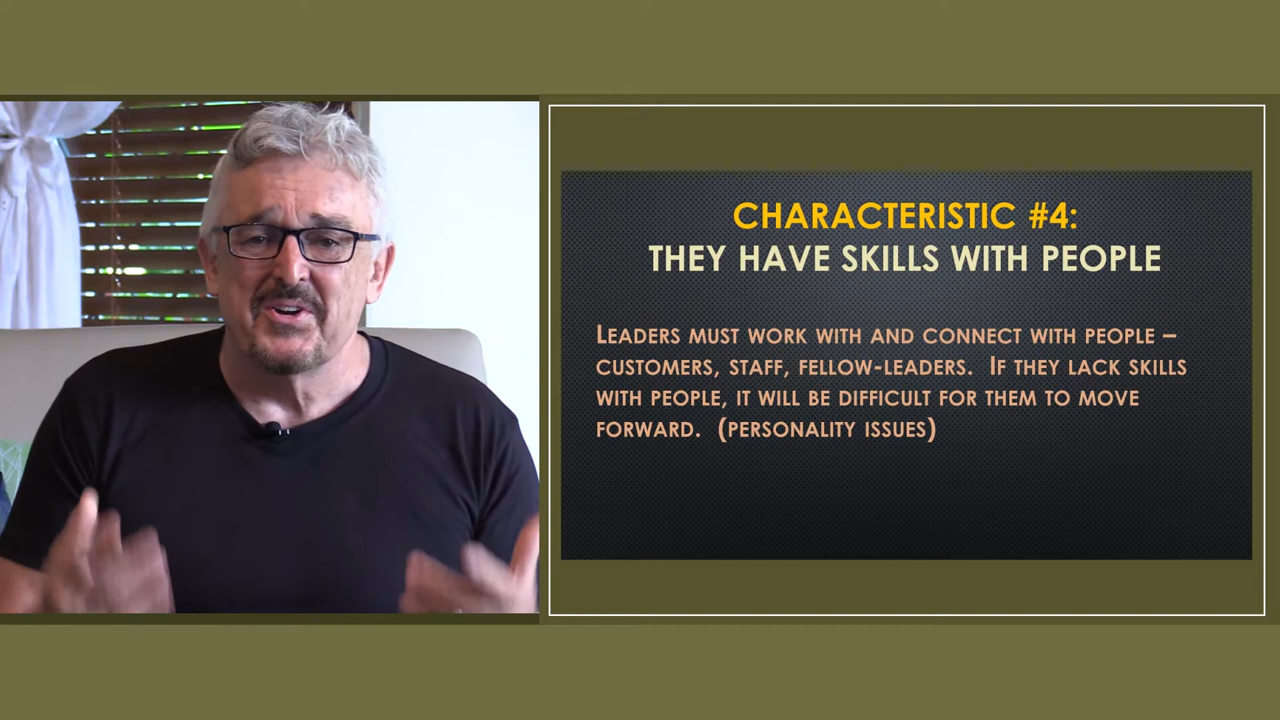 CHARACTERISTIC #4:
THEY HAVE SKILLS WITH PEOPLE
LEADERS MUST WORK WITH AND CONNECT WITH PEOPLE –
CUSTOMERS, STAFF, FELLOW-LEADERS. IF THEY LACK SKILLS
WITH PEOPLE, IT WILL BE DIFFICULT FOR THEM TO MOVE
FORWARD. (PERSONALITY ISSUES)